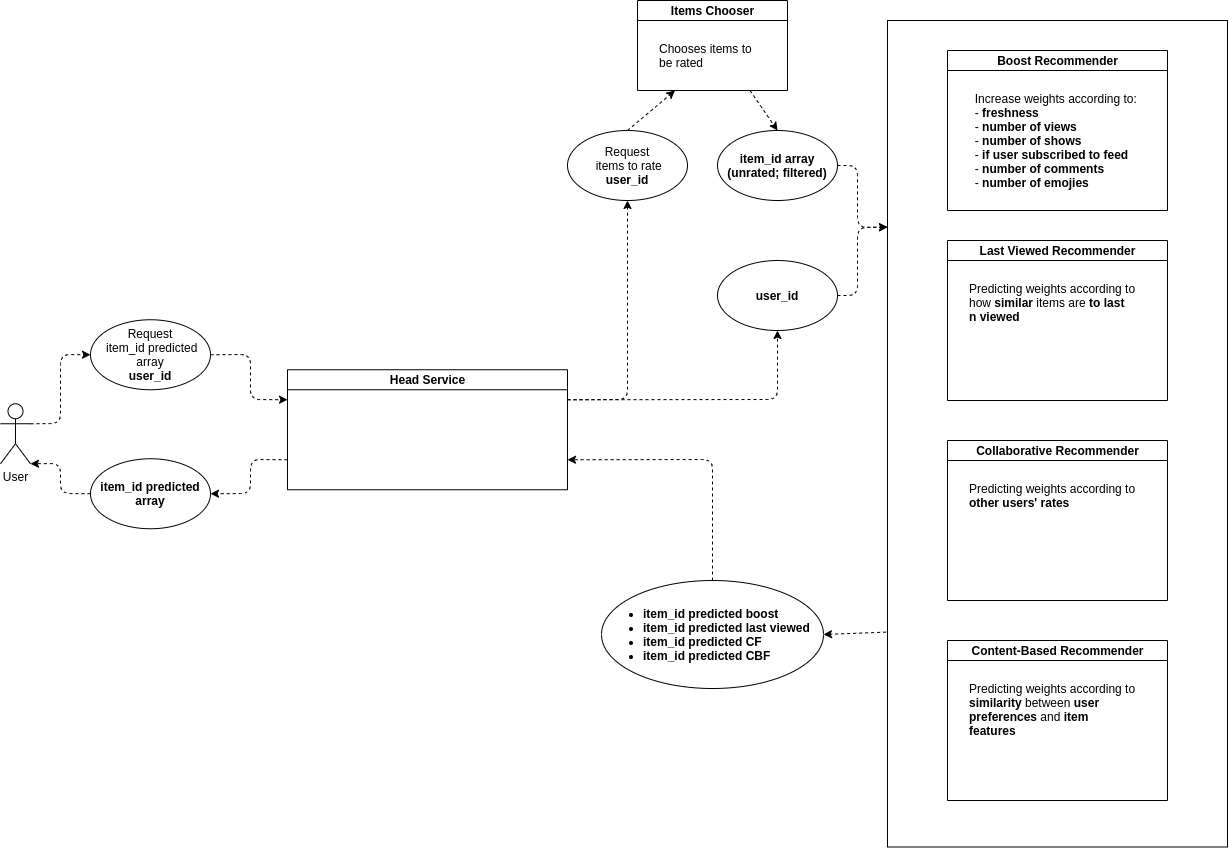 Items Chooser
Chooses items to
be rated
Request
items to rate
user_id
item_id array
(unrated; filtered)
user_id
Request
item_id predicted
array
user_id
User
item_id predicted
array
Head Service
• item_id predicted boost
• item_id predicted last viewed
• item_id predicted CF
• item_id predicted CBF
Boost Recommender
Increase weights according to:
- freshness
- number of views
- number of shows
- if user subscribed to feed
- number of comments
- number of emojies
Last Viewed Recommender
Predicting weights according to
how similar items are to last
n viewed
Collaborative Recommender
Predicting weights according to
other users' rates
Content-Based Recommender
Predicting weights according to
similarity between user
preferences and item
features